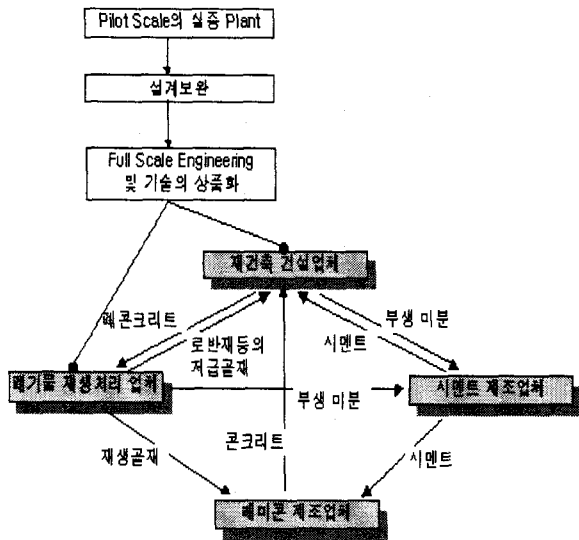 Pilot Scale의 실증 Plant
설계보완
Full Scale Engineering
및 기술의 상품화
재건축 건설업체
폐콘크리트
로반재등의
저급골재
부생 미분
시멘트
폐기물 재생처리 업체
부생 미분
시멘트 제조업체
재생골재
콘크리트
시멘트
레미콘 제조업체